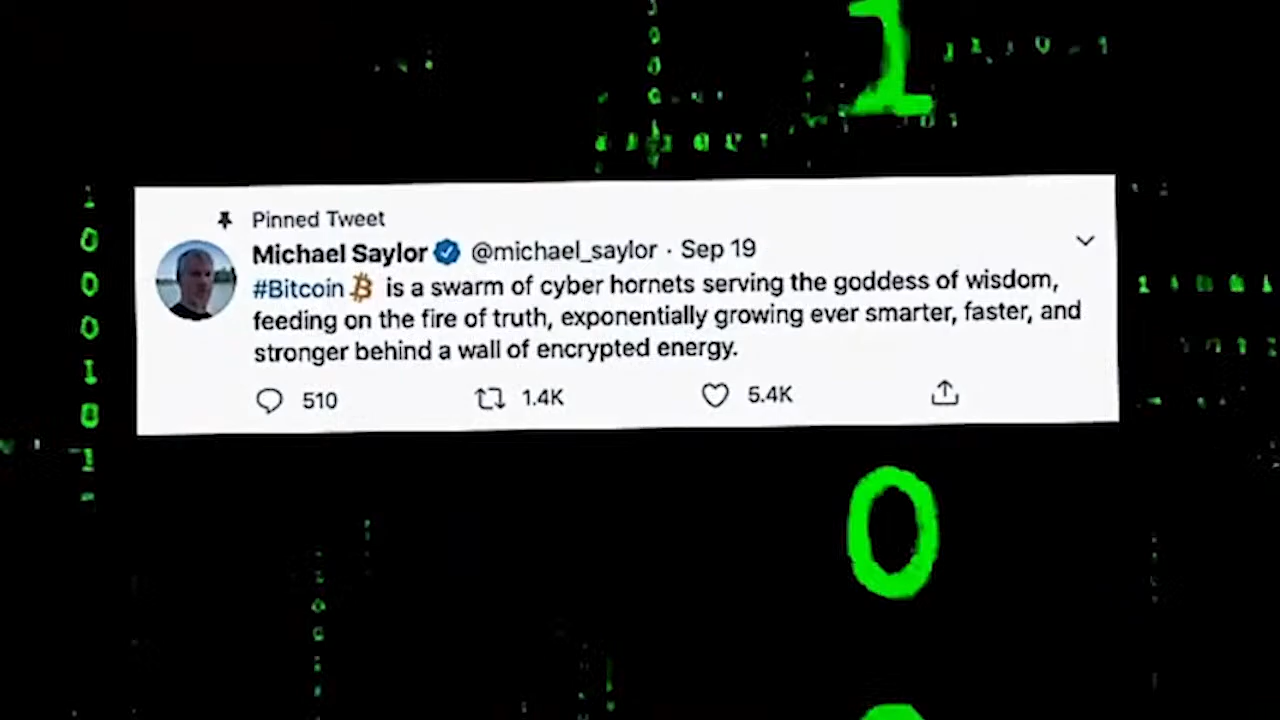 1
Pinned Tweet
Michael Saylor @michael_saylor · Sep 19
#Bitcoin is a swarm of cyber hornets serving the goddess of wisdom,
feeding on the fire of truth, exponentially growing ever smarter, faster, and
stronger behind a wall of encrypted energy.
510 1.4K 5.4K
0